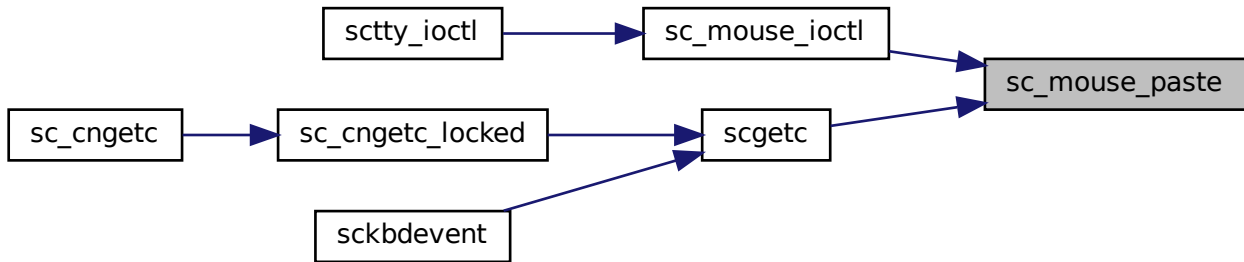 sctty_ioctl
sc_mouse_ioctl
sc_mouse_paste
sc_cngetc
sc_cngetc_locked
scgetc
sckbdevent